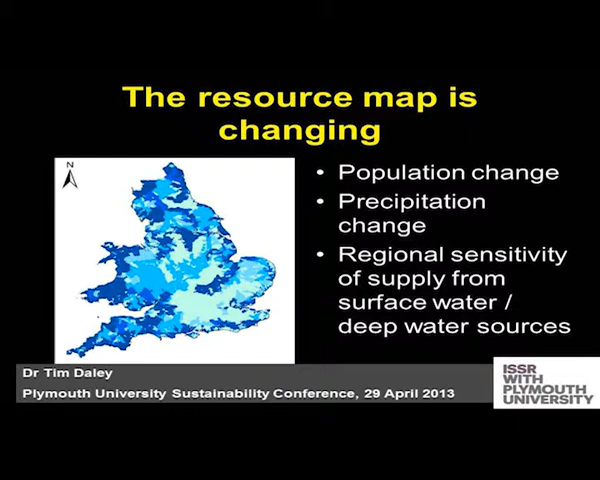 The resource map is
changing
N
• Population change
• Precipitation
change
• Regional sensitivity
of supply from
surface water /
deep water sources
Dr Tim Daley
Plymouth University Sustainability Conference, 29 April 2013
ISSR
WITH
PLYMOUTH
UNIVERSITY